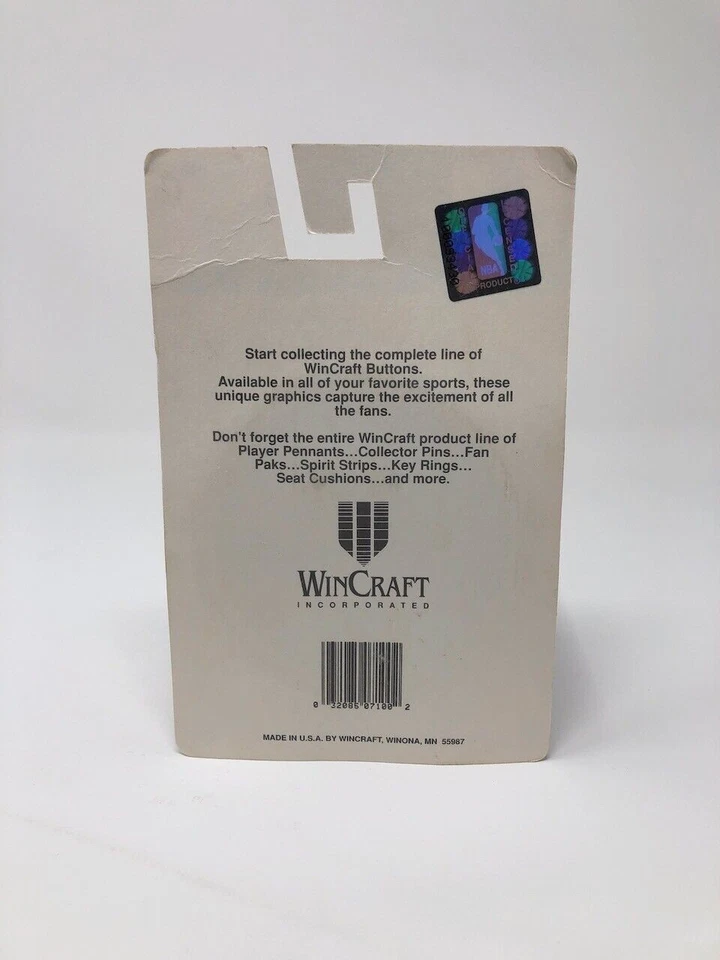 NBA
PRODUCT
Start collecting the complete line of
WinCraft Buttons.
Available in all of your favorite sports, these
unique graphics capture the excitement of all
the fans.
Don't forget the entire WinCraft product line of
Player Pennants...Collector Pins...Fan
Paks...Spirit Strips...Key Rings...
Seat Cushions...and more.
WINCRAFT
INCORPORATED
0 32085 07100 2
MADE IN U.S.A. BY WINCRAFT, WINONA, MN 55987